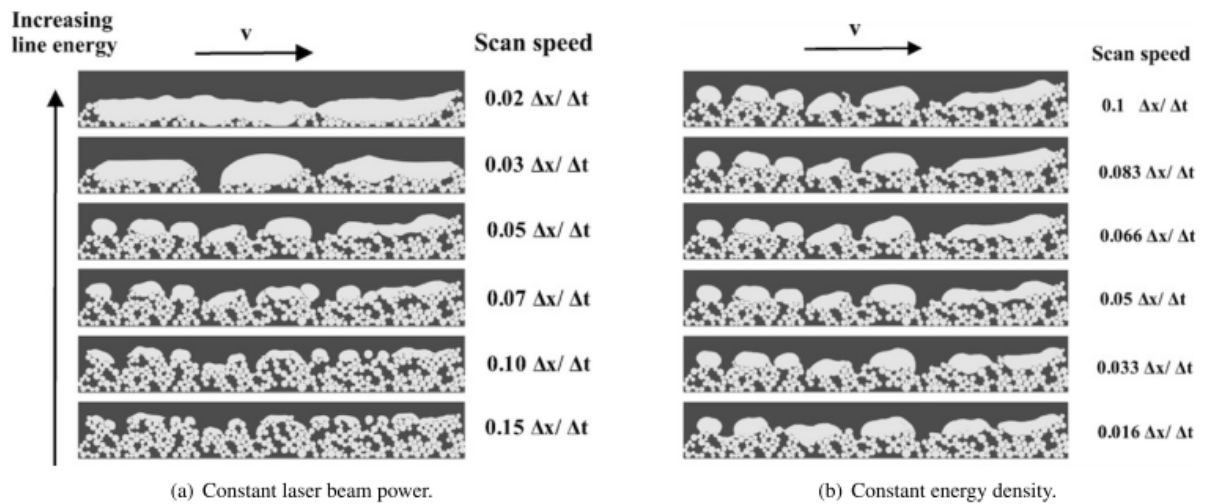 Increasing
line energy
v
Scan speed
0.02 Δx/ Δt
0.03 Δx/ Δt
0.05 Δx/ Δt
0.07 Δx/ Δt
0.10 Δx/ Δt
0.15 Δx/ Δt
(a) Constant laser beam power.
v
Scan speed
0.1 Δx/ Δt
0.083 Δx/ Δt
0.066 Δx/ Δt
0.05 Δx/ Δt
0.033 Δx/ Δt
0.016 Δx/ Δt
(b) Constant energy density.